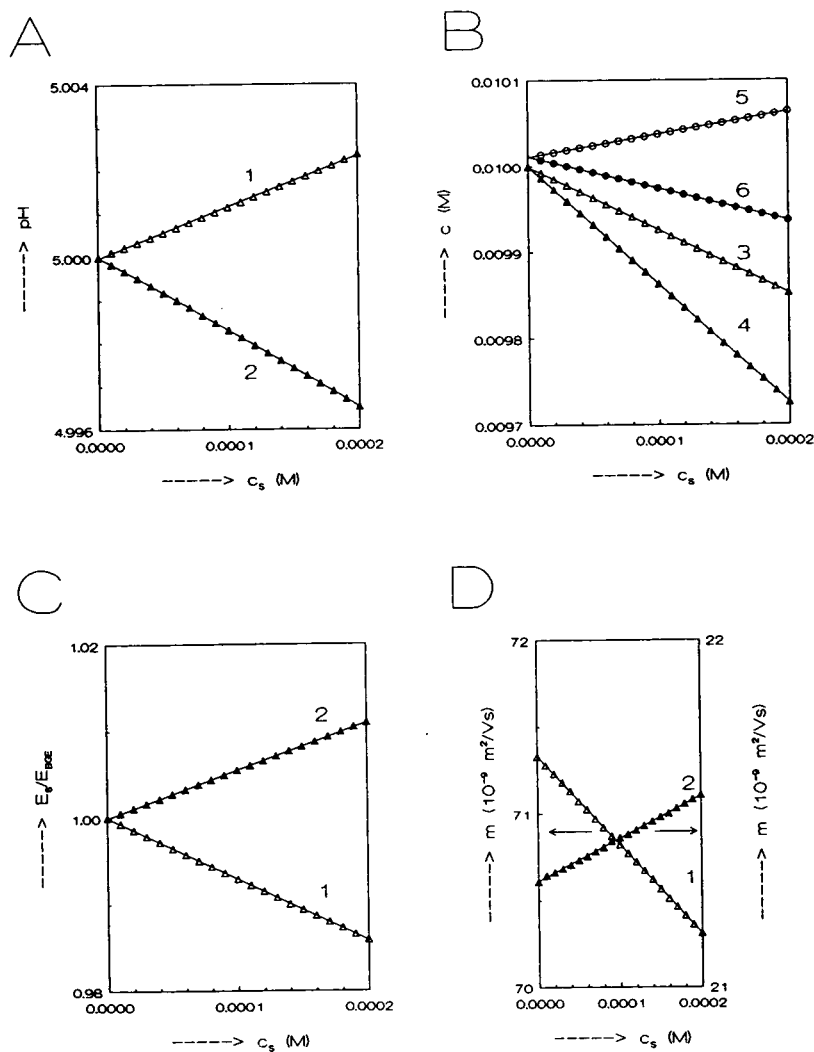 A
5.004
5.000
4.996
------> pH
1
2
0.0000
0.0001
0.0002
------> cₛ (M)
B
0.0101
0.0100
0.0099
0.0098
0.0097
------> c (M)
5
6
3
4
0.0000
0.0001
0.0002
------> cₛ (M)
C
1.02
1.00
0.98
------> Eₛ/E_BGE
2
1
0.0000
0.0001
0.0002
------> cₛ (M)
D
72
71
70
------> m (10⁻⁹ m²/Vs)
2
1
22
21
------> m (10⁻⁹ m²/Vs)
0.0000
0.0001
0.0002
------> cₛ (M)